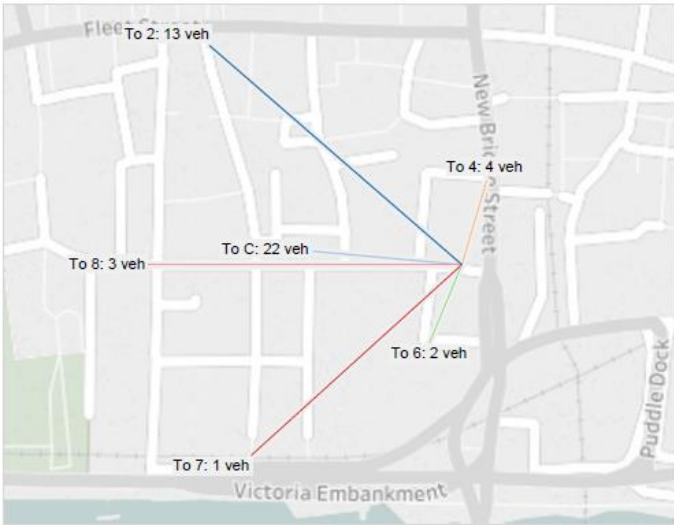 Fleet Street
To 2: 13 veh
New Bridge Street
To 4: 4 veh
To C: 22 veh
To 8: 3 veh
To 6: 2 veh
Puddle Dock
To 7: 1 veh
Victoria Embankment